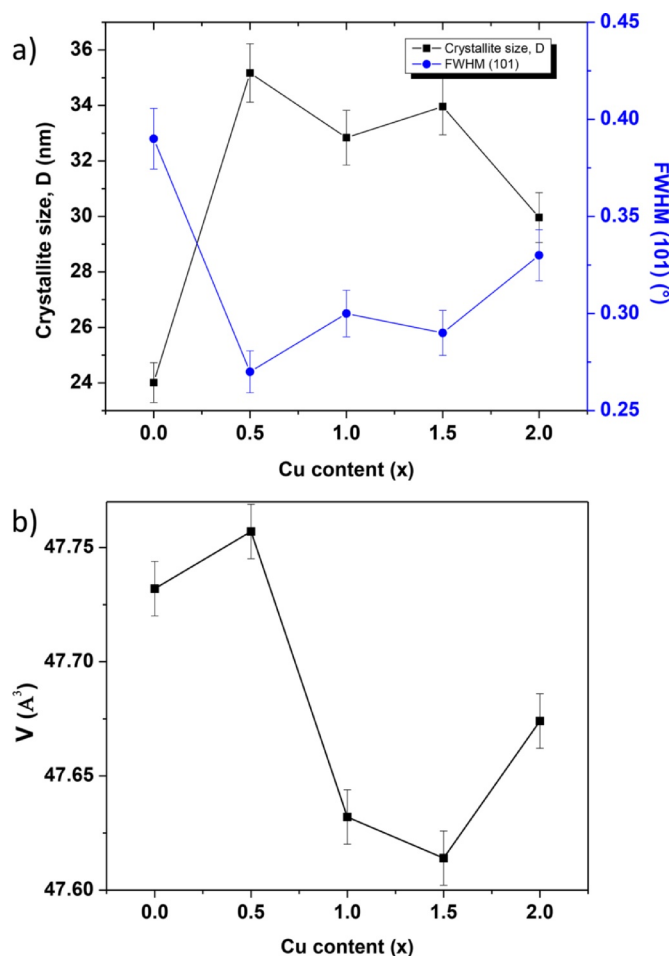 a)
Crystallite size, D
FWHM (101)
36
34
32
30
28
26
24
Crystallite size, D (nm)
0.45
0.40
0.35
0.30
0.25
FWHM (101) (°)
0.0 0.5 1.0 1.5 2.0
Cu content (x)
b)
47.75
47.70
47.65
47.60
V (A³)
0.0 0.5 1.0 1.5 2.0
Cu content (x)